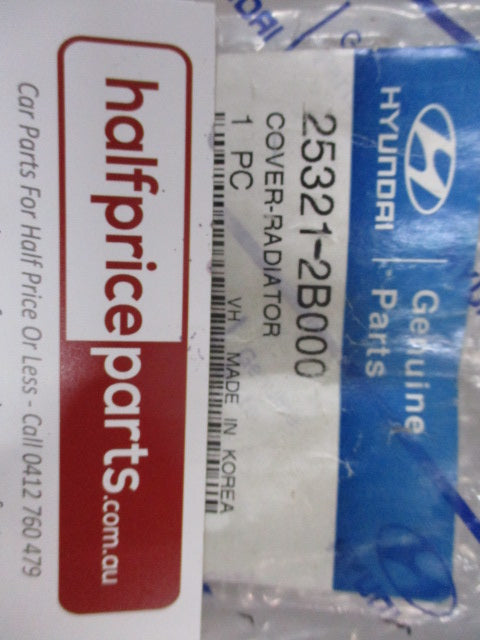 HYUNDAI
Genuine
Parts
25321-2B000
COVER-RADIATOR
1 PC
VH MADE IN KOREA
halfpriceparts.com.au
Car Parts For Half Price Or Less - Call 0412 760 479